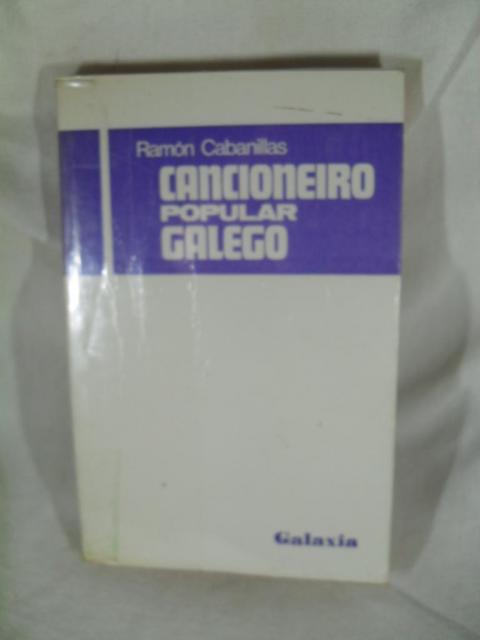 Ramón Cabanillas
CANCIONEIRO
POPULAR
GALEGO
Galaxia